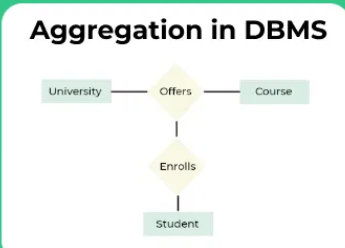 Aggregation in DBMS
University Offers Course
Enrolls
Student